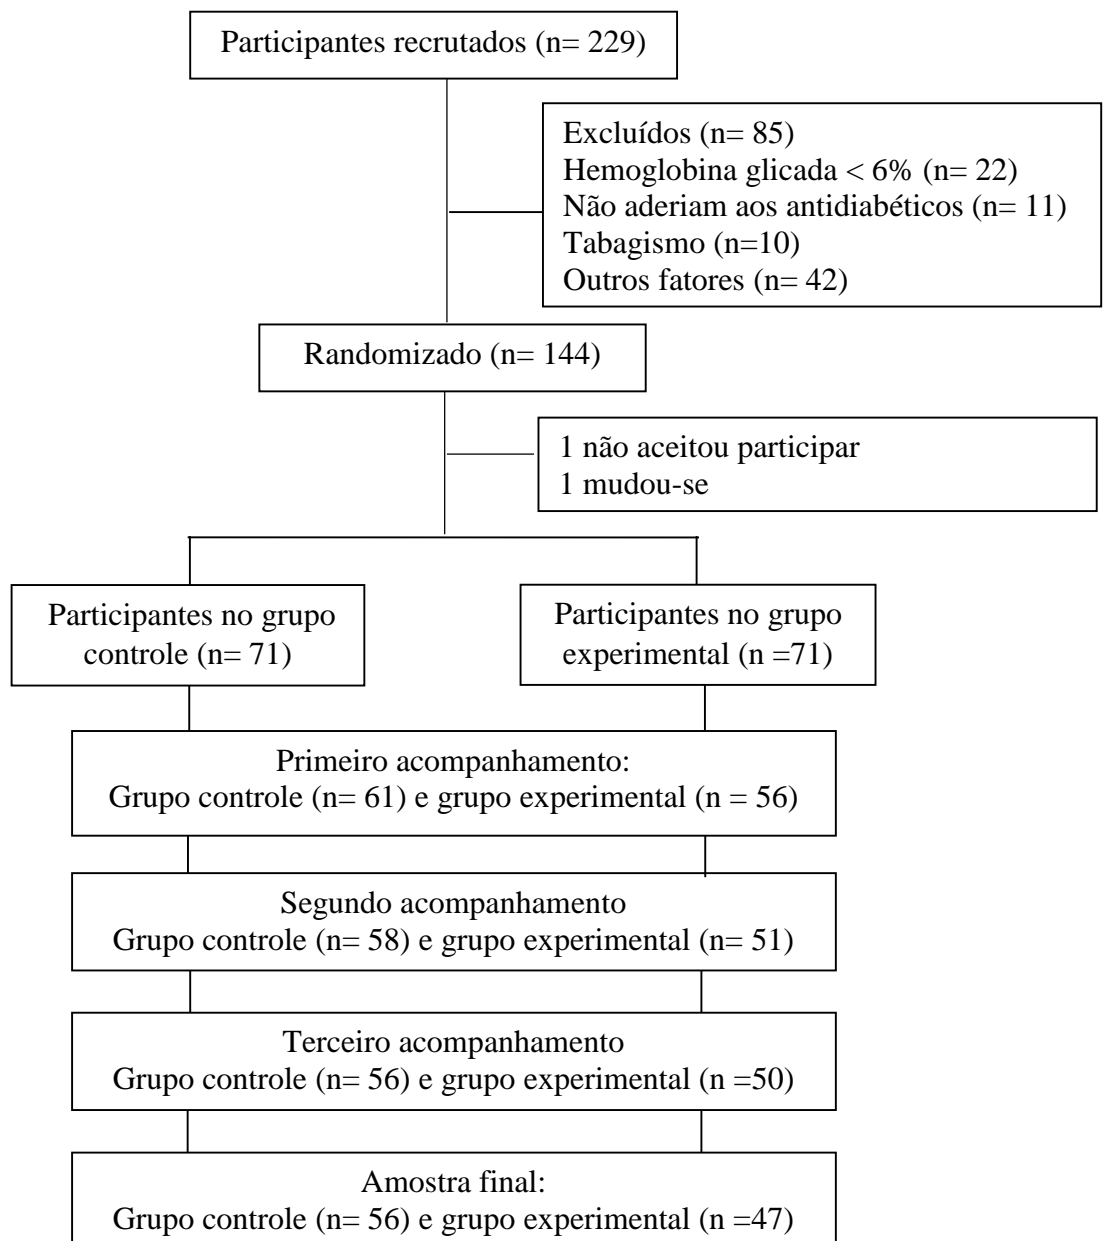 Participantes recrutados (n= 229)
Excluídos (n= 85)
Hemoglobina glicada < 6% (n= 22)
Não aderiam aos antidiabéticos (n= 11)
Tabagismo (n=10)
Outros fatores (n= 42)
Randomizado (n= 144)
1 não aceitou participar
1 mudou-se
Participantes no grupo
controle (n= 71)
Participantes no grupo
experimental (n =71)
Primeiro acompanhamento:
Grupo controle (n= 61) e grupo experimental (n = 56)
Segundo acompanhamento
Grupo controle (n= 58) e grupo experimental (n= 51)
Terceiro acompanhamento
Grupo controle (n= 56) e grupo experimental (n =50)
Amostra final:
Grupo controle (n= 56) e grupo experimental (n =47)